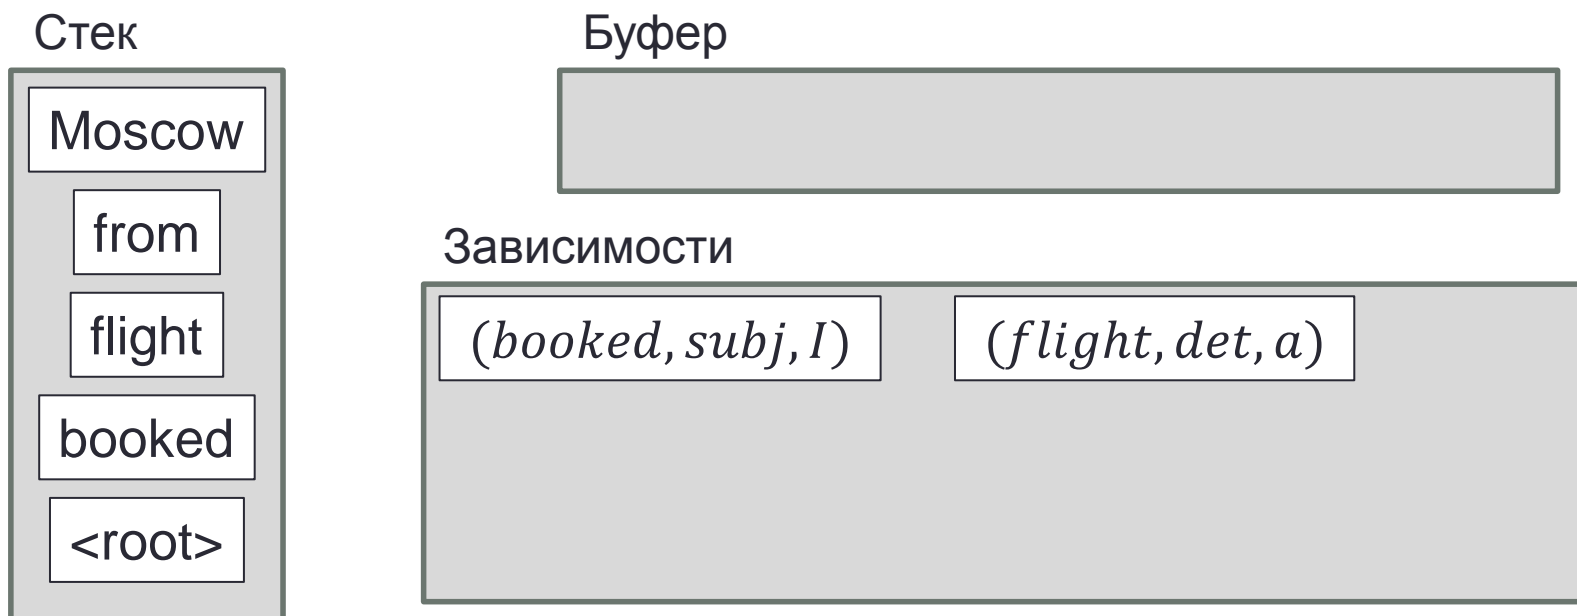 Стек
Буфер
Moscow
from
flight
booked
<root>
Зависимости
(booked, subj, I)
(flight, det, a)